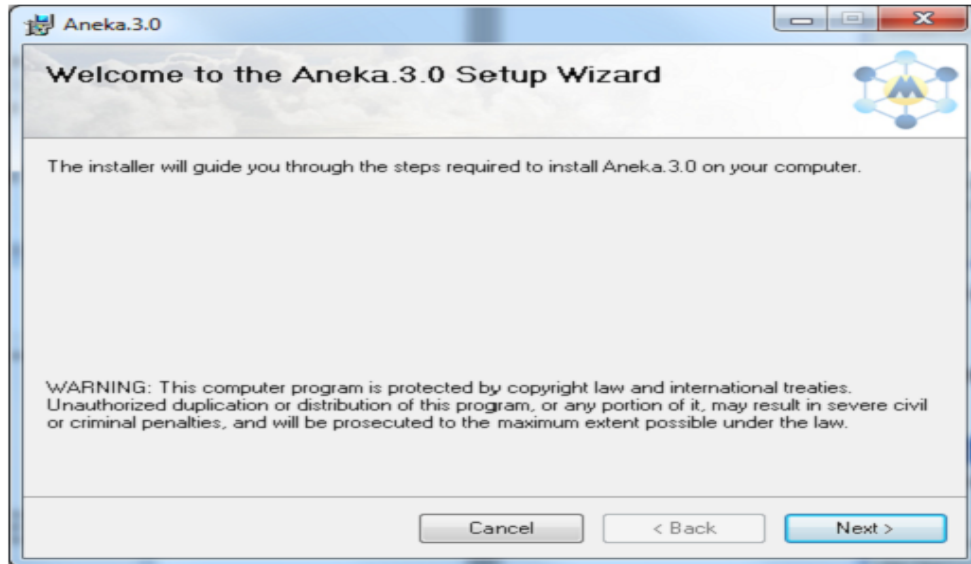 Aneka.3.0
Welcome to the Aneka.3.0 Setup Wizard
The installer will guide you through the steps required to install Aneka.3.0 on your computer.
WARNING: This computer program is protected by copyright law and international treaties.
Unauthorized duplication or distribution of this program, or any portion of it, may result in severe civil
or criminal penalties, and will be prosecuted to the maximum extent possible under the law.
Cancel < Back Next >